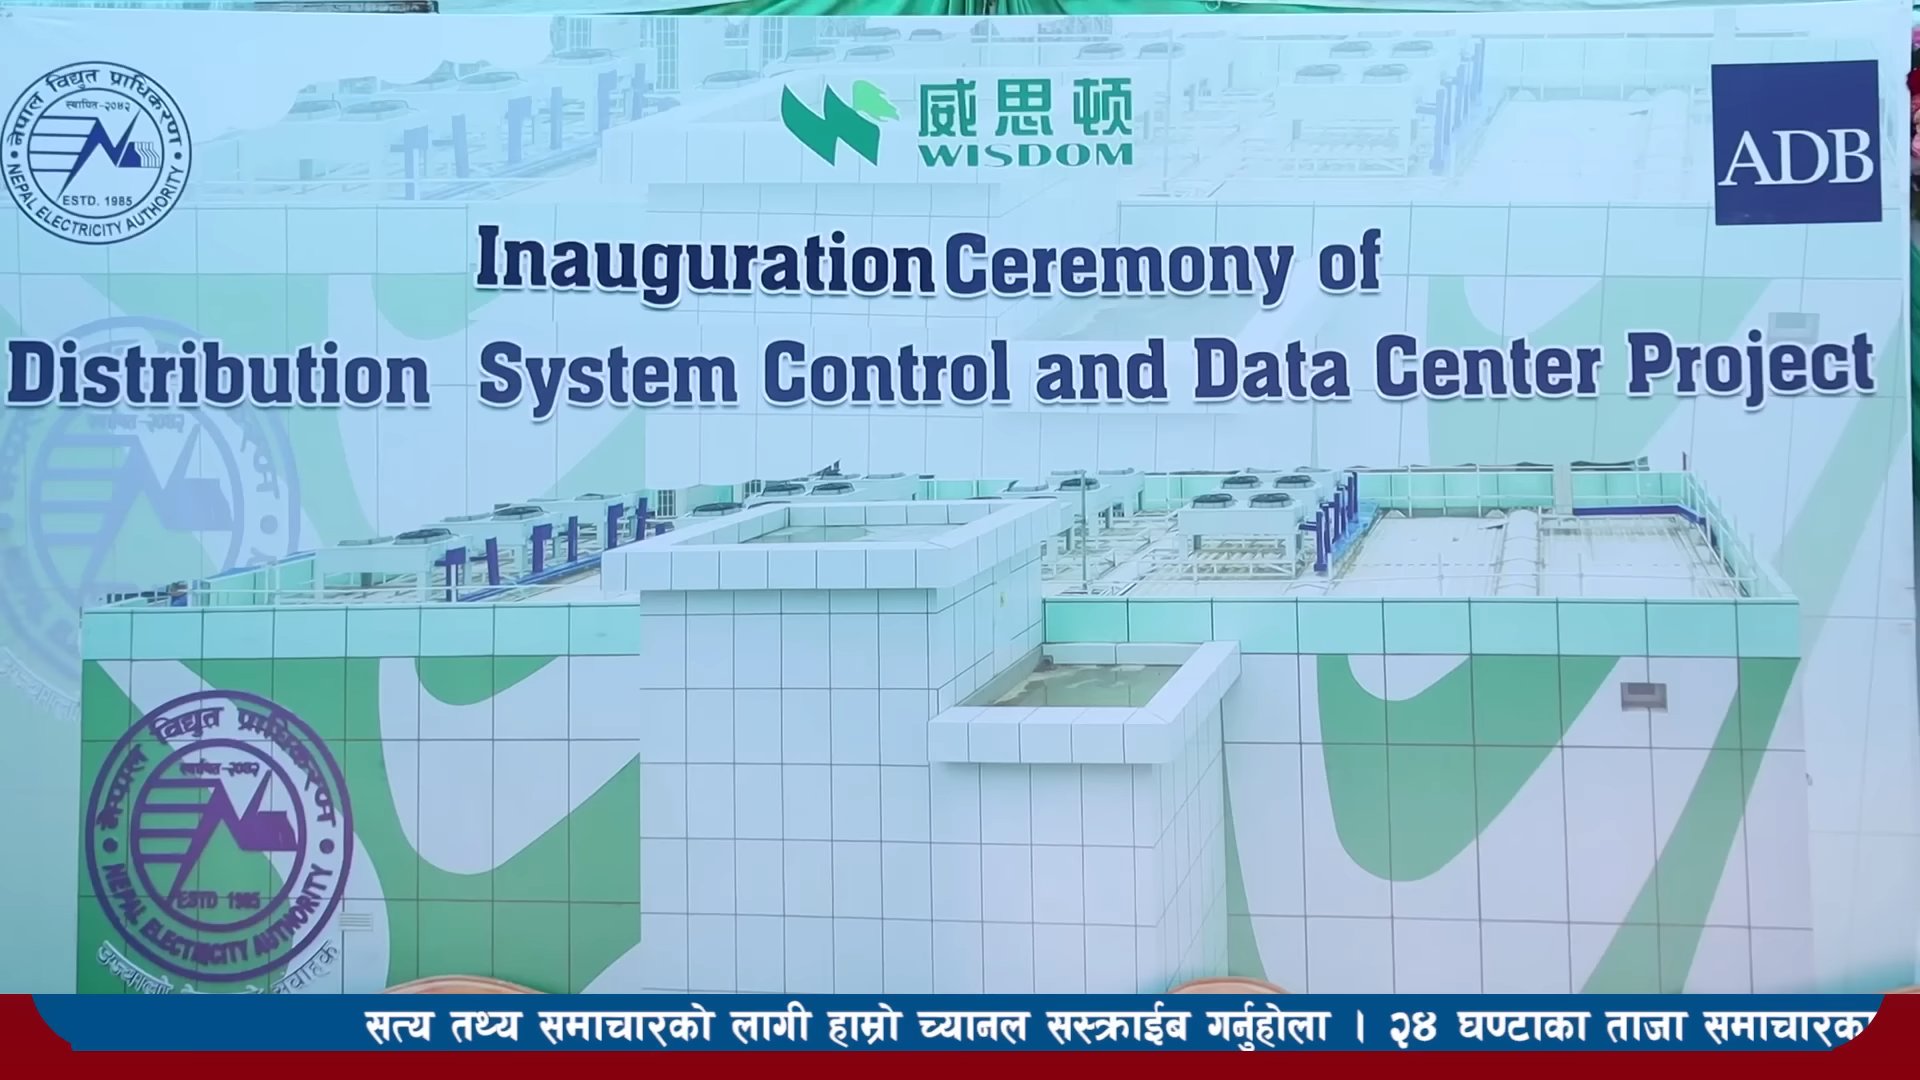 नेपाल विद्युत प्राधिकरण
स्थापित-२०४२
ESTD. 1985
NEPAL ELECTRICITY AUTHORITY
威思顿
WISDOM
ADB
Inauguration Ceremony of
Distribution System Control and Data Center Project
नेपाल विद्युत प्राधिकरण
स्थापित-२०४२
ESTD 1985
NEPAL ELECTRICITY AUTHORITY
सत्य तथ्य समाचारको लागी हाम्रो च्यानल सस्क्राईब गर्नुहोला । २४ घण्टाका ताजा समाचारका